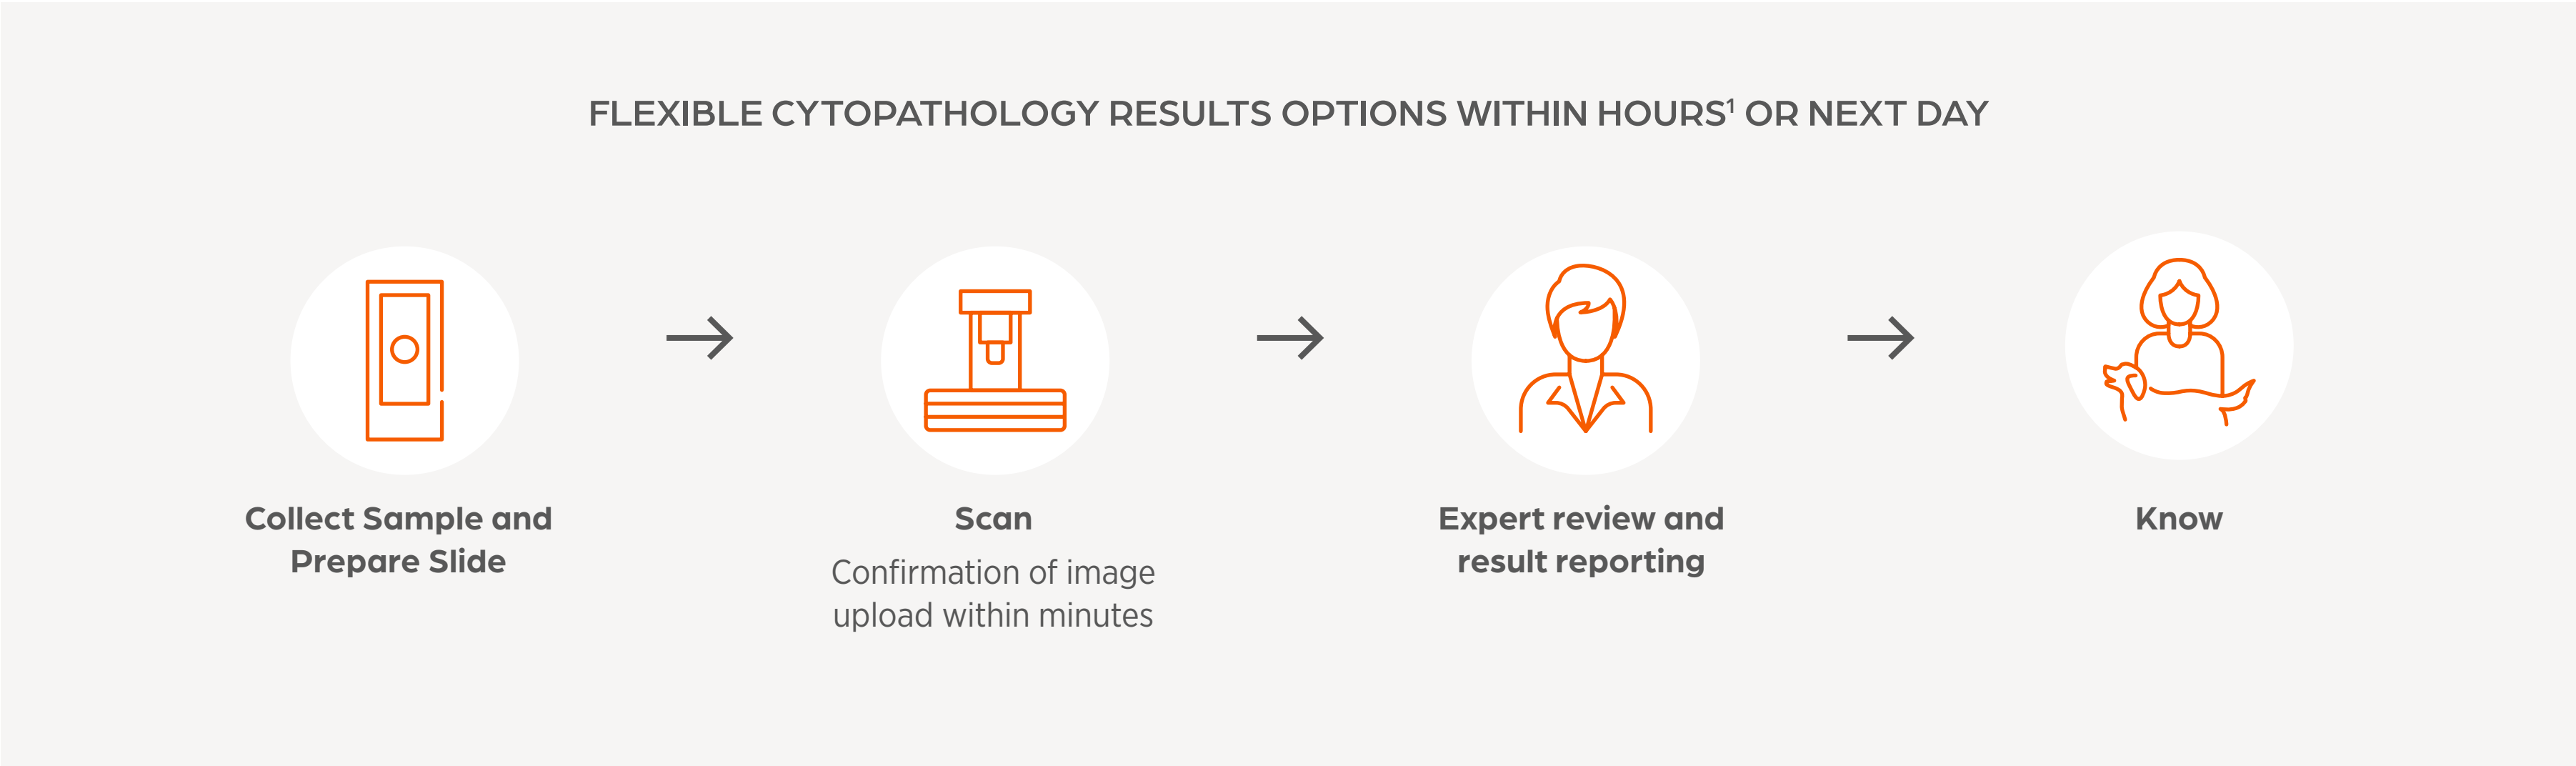 FLEXIBLE CYTOPATHOLOGY RESULTS OPTIONS WITHIN HOURS¹ OR NEXT DAY
Collect Sample and
Prepare Slide
Scan
Confirmation of image
upload within minutes
Expert review and
result reporting
Know